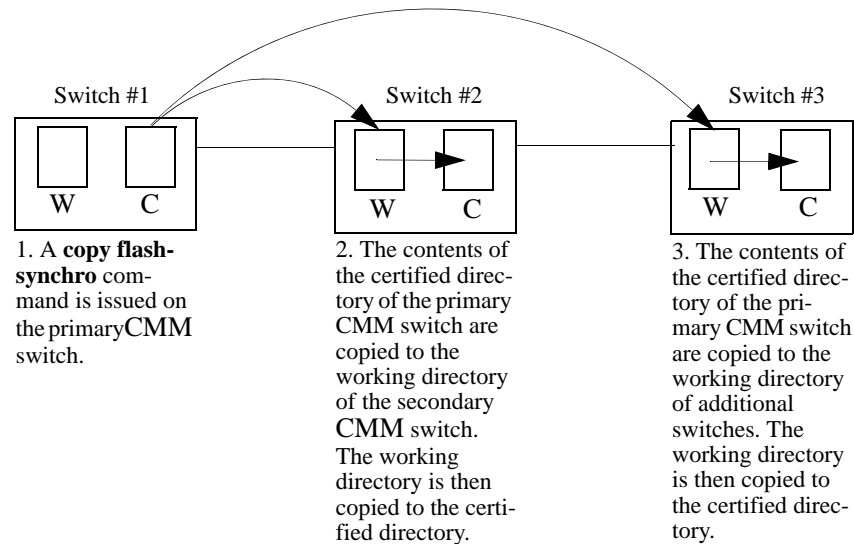 Switch #1
Switch #2
Switch #3
W
C
W
C
W
C
1. A copy flash-
synchro com-
mand is issued on
the primary CMM
switch.
2. The contents of
the certified direc-
tory of the primary
CMM switch are
copied to the
working directory
of the secondary
CMM switch.
The working
directory is then
copied to the certi-
fied directory.
3. The contents of
the certified direc-
tory of the pri-
mary CMM switch
are copied to the
working directory
of additional
switches. The
working directory
is then copied to
the certified direc-
tory.